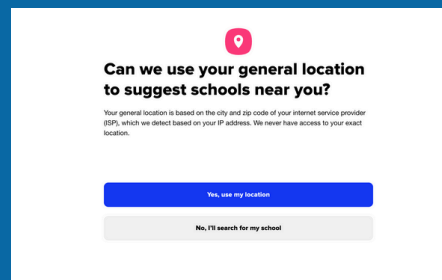 Can we use your general location
to suggest schools near you?
Your general location is based on the city and zip code of your internet service provider
(ISP), which we detect based on your IP address. We never have access to your exact
location.
Yes, use my location
No, I'll search for my school